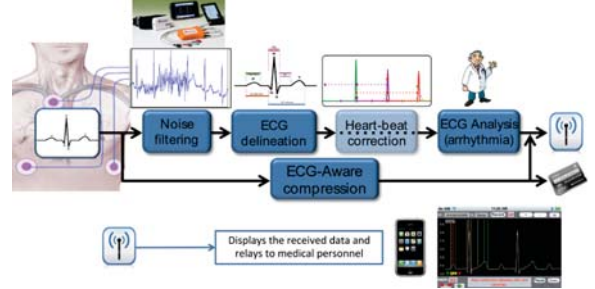 Noise
filtering
ECG
delineation
Heart-beat
correction
ECG Analysis
(arrhythmia)
ECG-Aware
compression
Displays the received data and
relays to medical personnel